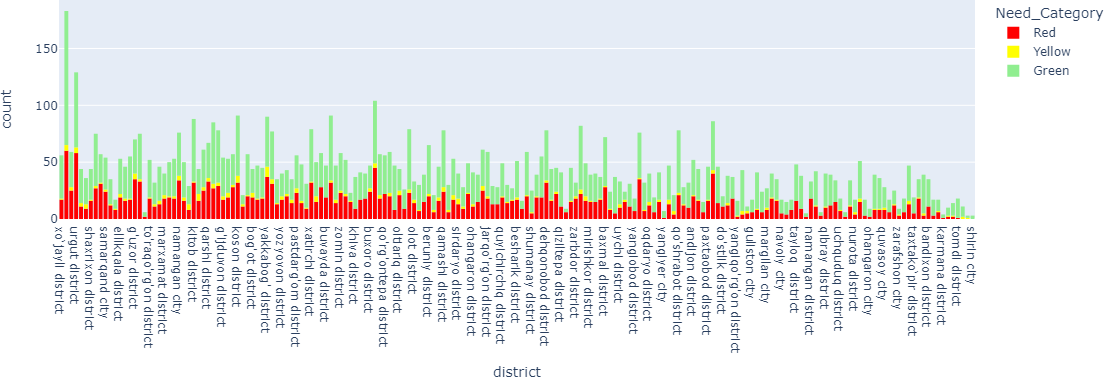 Need_Category
Red
Yellow
Green
count
150
100
50
0
xo'jayli district
urgut district
shaxrixon district
samarqand city
ellikqala district
g'uzor district
to'raqo'rg'on district
marxamat district
namangan city
kitob district
qarshi district
g'ijduvon district
koson district
bog'ot district
yakkabog' district
yozyovon district
pastdarg'om district
xatirchi district
buvayda district
zomin district
khiva district
buxoro district
qo'rg'ontepa district
oltiariq district
olot district
beruniy district
qamashi district
sirdaryo district
ohangaron district
jarqo'rg'on district
quyichirchiq district
besharik district
shumanay district
dehqonobod district
qiziltepa district
zarbdor district
mirishkor district
baxmal district
uychi district
yangiobod district
oqdaryo district
yangiyer city
qo'shrabot district
andijon district
paxtaobod district
do'stlik district
yangiqo'rg'on district
guliston city
margilan city
navoiy city
tayloq district
namangan district
qibray district
uchquduq district
nurota district
ohangaron city
quvasoy city
zarafshon city
taxtako'pir district
bandixon district
karmana district
tomdi district
shirin city
district